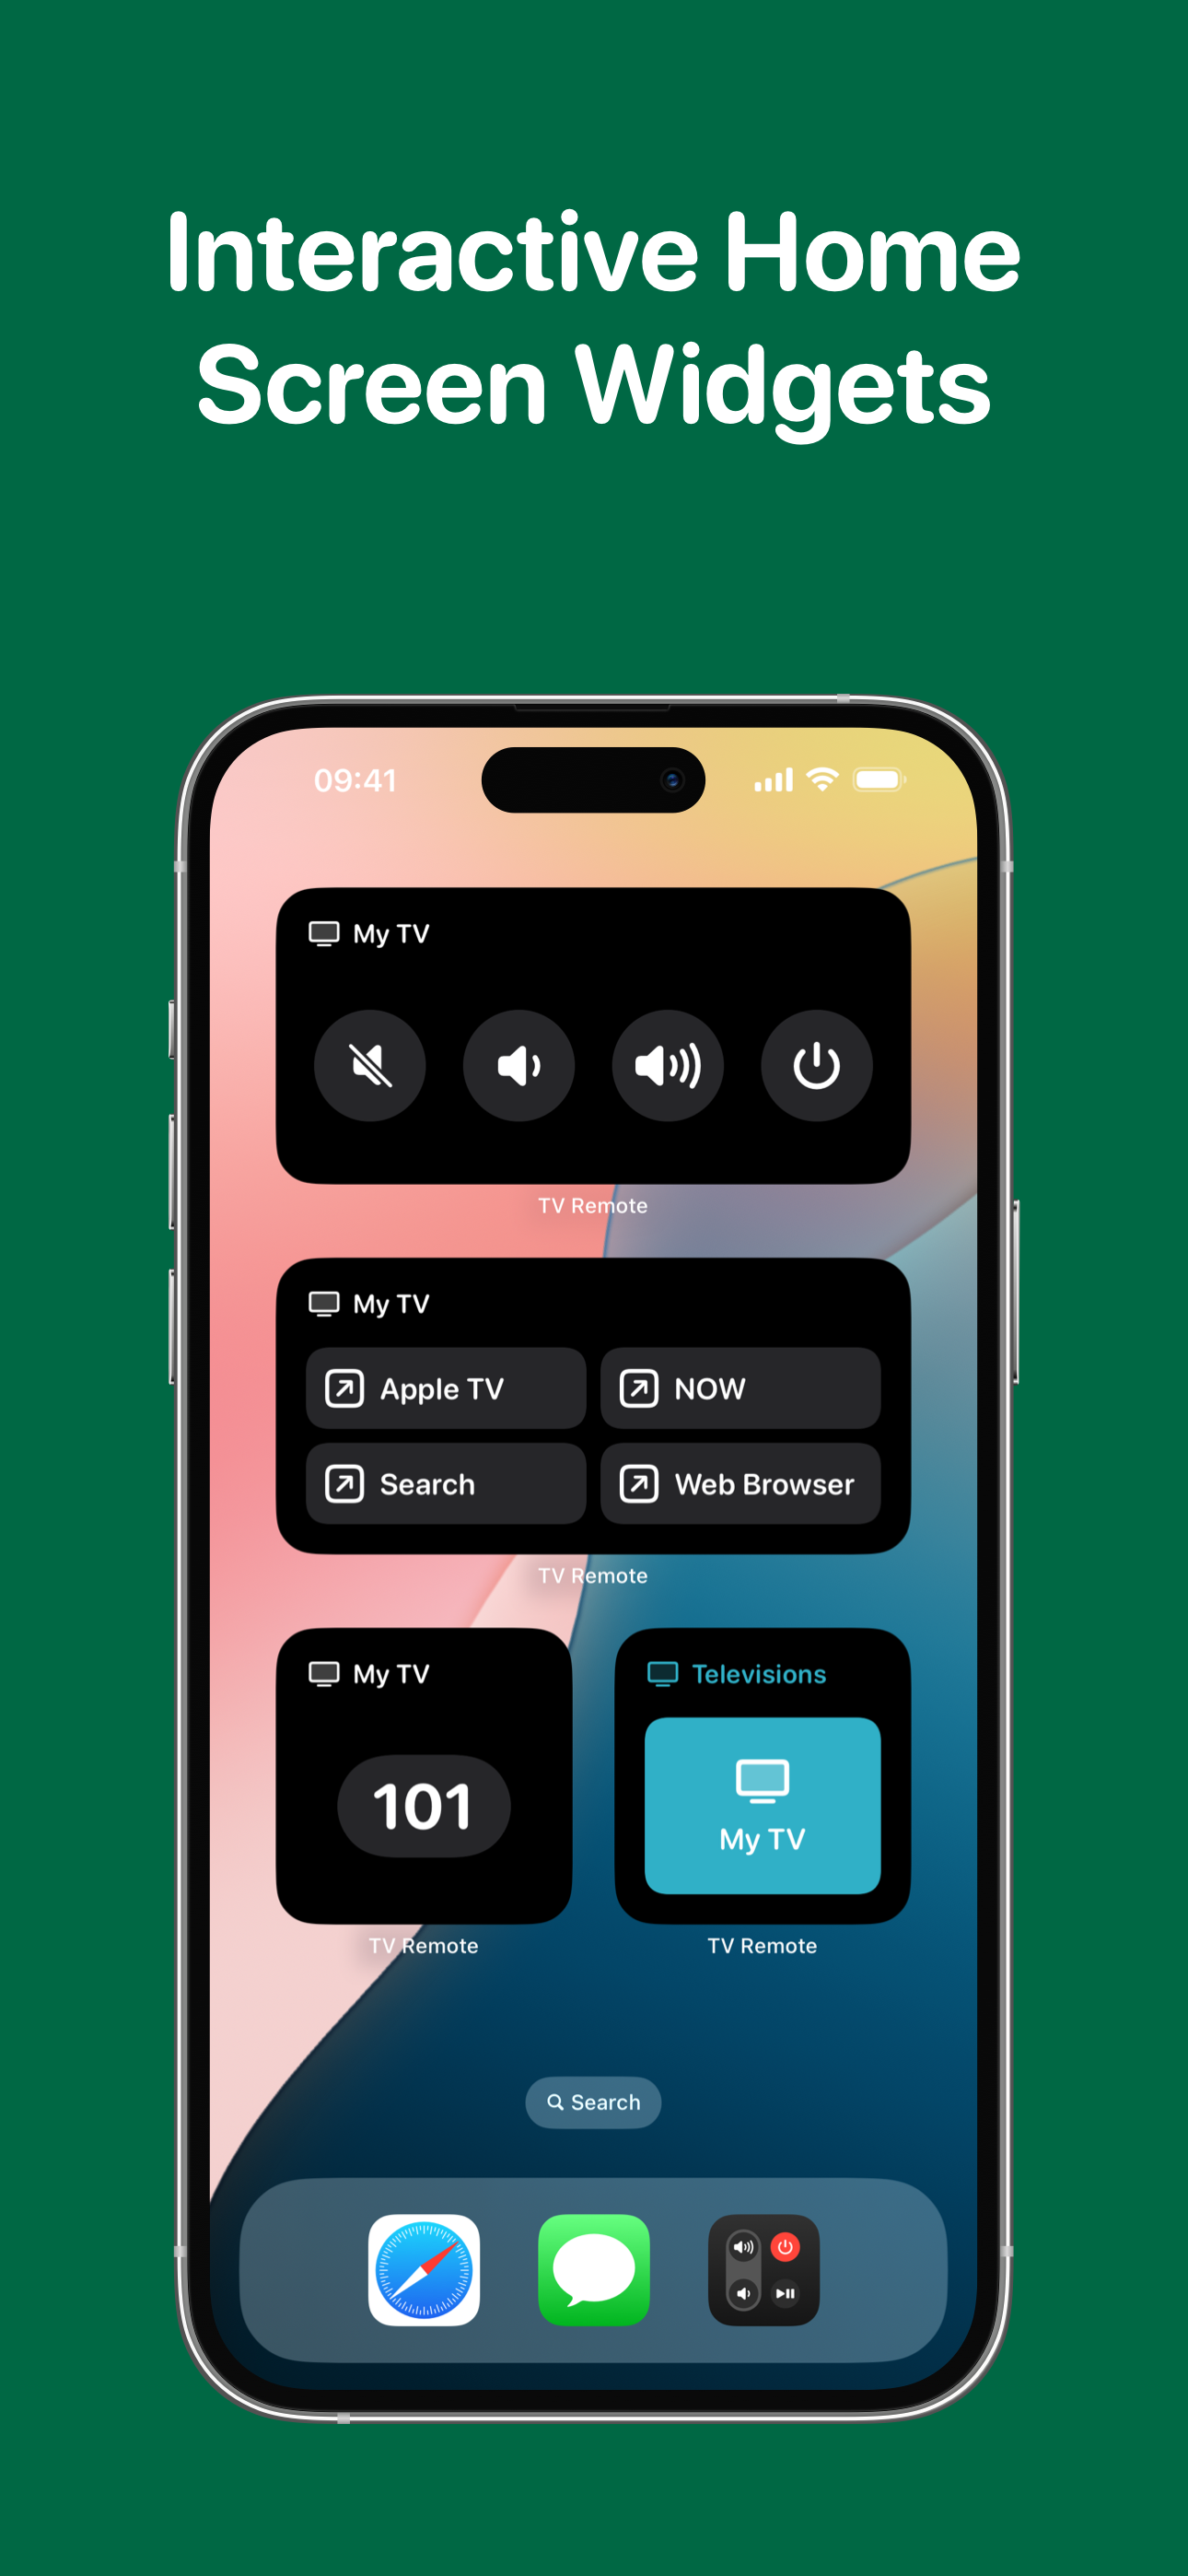 Interactive Home
Screen Widgets
09:41
My TV
TV Remote
My TV
Apple TV
NOW
Search
Web Browser
TV Remote
My TV
Televisions
101
My TV
TV Remote
TV Remote
Search